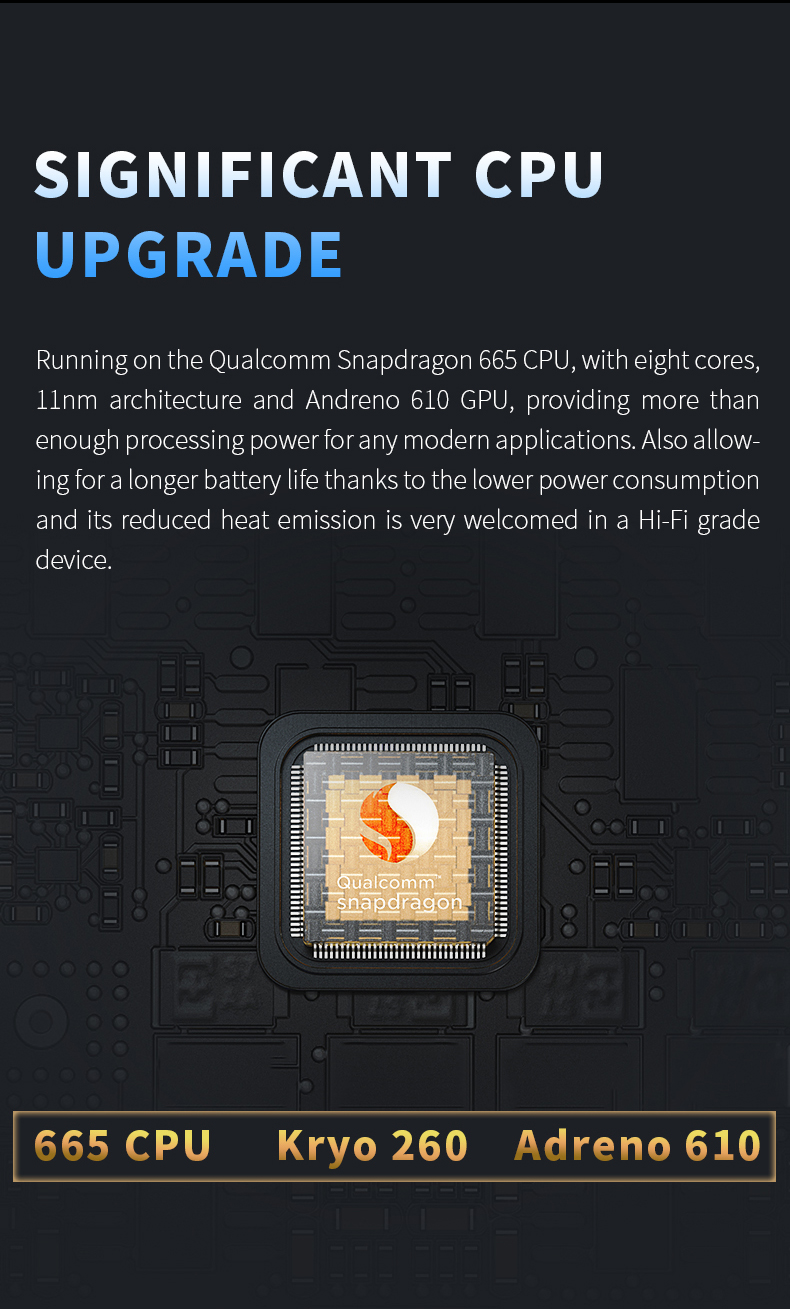 SIGNIFICANT CPU
UPGRADE
Running on the Qualcomm Snapdragon 665 CPU, with eight cores,
11nm architecture and Andreno 610 GPU, providing more than
enough processing power for any modern applications. Also allow-
ing for a longer battery life thanks to the lower power consumption
and its reduced heat emission is very welcomed in a Hi-Fi grade
device.
Qualcomm™
snapdragon
665 CPU Kryo 260 Adreno 610